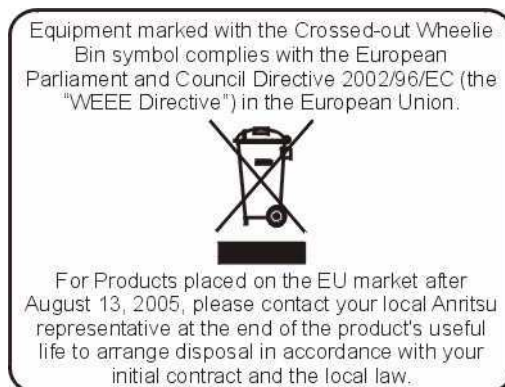 Equipment marked with the Crossed-out Wheelie
Bin symbol complies with the European
Parliament and Council Directive 2002/96/EC (the
"WEEE Directive") in the European Union.
For Products placed on the EU market after
August 13, 2005, please contact your local Anritsu
representative at the end of the product's useful
life to arrange disposal in accordance with your
initial contract and the local law.